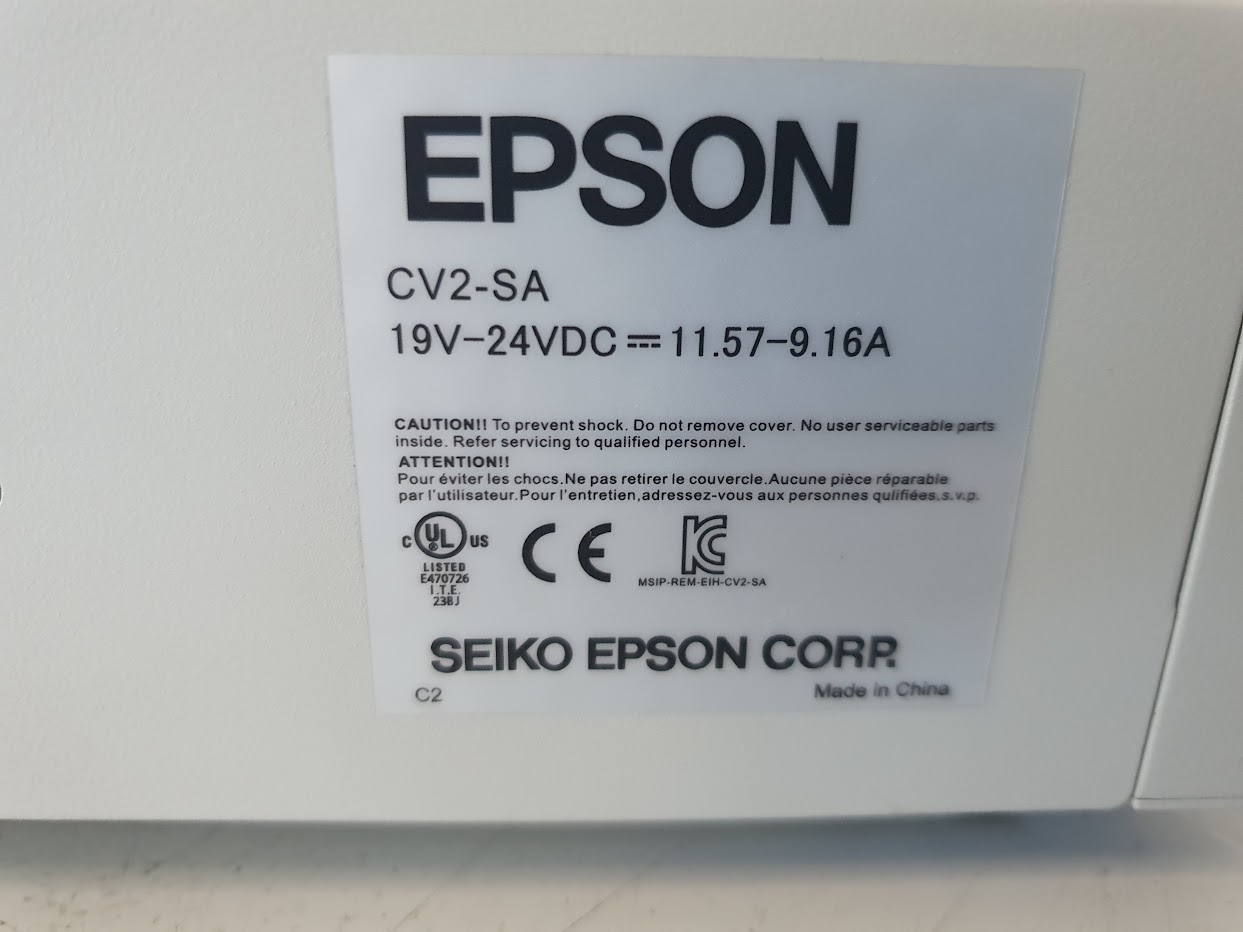 EPSON
CV2-SA
19V-24VDC ⎓ 11.57-9.16A
CAUTION!! To prevent shock. Do not remove cover. No user serviceable parts
inside. Refer servicing to qualified personnel.
ATTENTION!!
Pour éviter les chocs.Ne pas retirer le couvercle.Aucune pièce réparable
par l'utilisateur.Pour l'entretien,adressez-vous aux personnes qulifiées.s.v.p.
C UL US
LISTED
E470726
I.T.E.
23BJ
CE
KC
MSIP-REM-EIH-CV2-SA
SEIKO EPSON CORP.
C2
Made in China